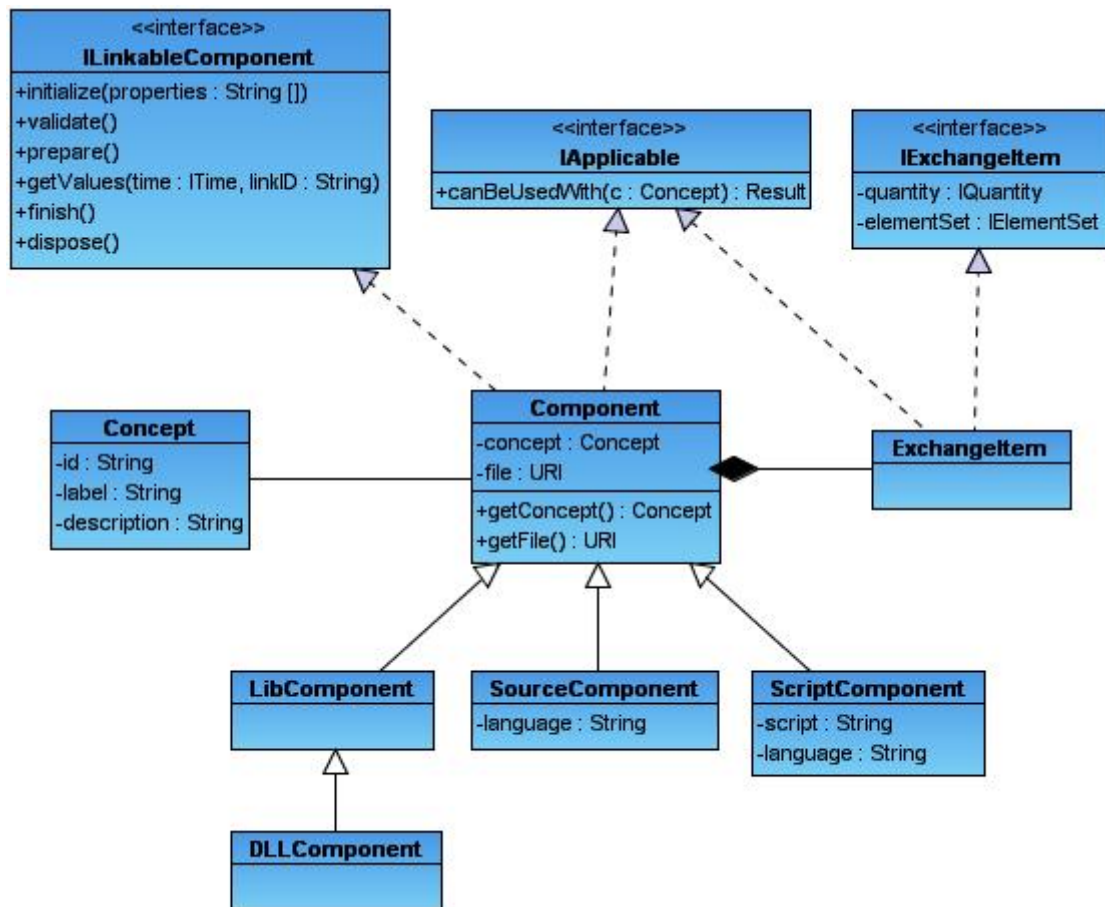 <<interface>>
ILinkableComponent
+initialize(properties : String [])
+validate()
+prepare()
+getValues(time : ITime, linkID : String)
+finish()
+dispose()
<<interface>>
IApplicable
+canBeUsedWith(c : Concept) : Result
<<interface>>
IExchangeItem
-quantity : IQuantity
-elementSet : IElementSet
Concept
-id : String
-label : String
-description : String
Component
-concept : Concept
-file : URI
+getConcept() : Concept
+getFile() : URI
ExchangeItem
LibComponent
SourceComponent
-language : String
ScriptComponent
-script : String
-language : String
DLLComponent